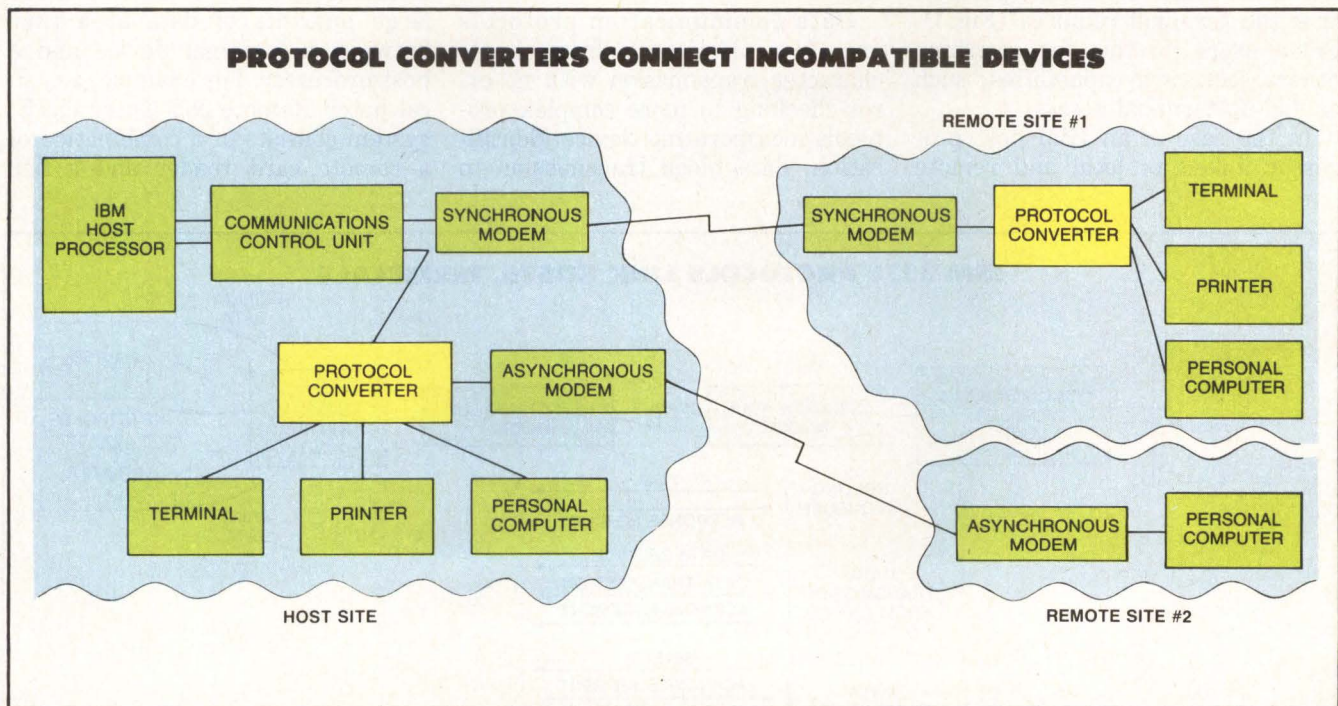 PROTOCOL CONVERTERS CONNECT INCOMPATIBLE DEVICES
REMOTE SITE #1
IBM
HOST
PROCESSOR
COMMUNICATIONS
CONTROL UNIT
SYNCHRONOUS
MODEM
SYNCHRONOUS
MODEM
PROTOCOL
CONVERTER
TERMINAL
PRINTER
PERSONAL
COMPUTER
PROTOCOL
CONVERTER
ASYNCHRONOUS
MODEM
TERMINAL
PRINTER
PERSONAL
COMPUTER
HOST SITE
ASYNCHRONOUS
MODEM
PERSONAL
COMPUTER
REMOTE SITE #2